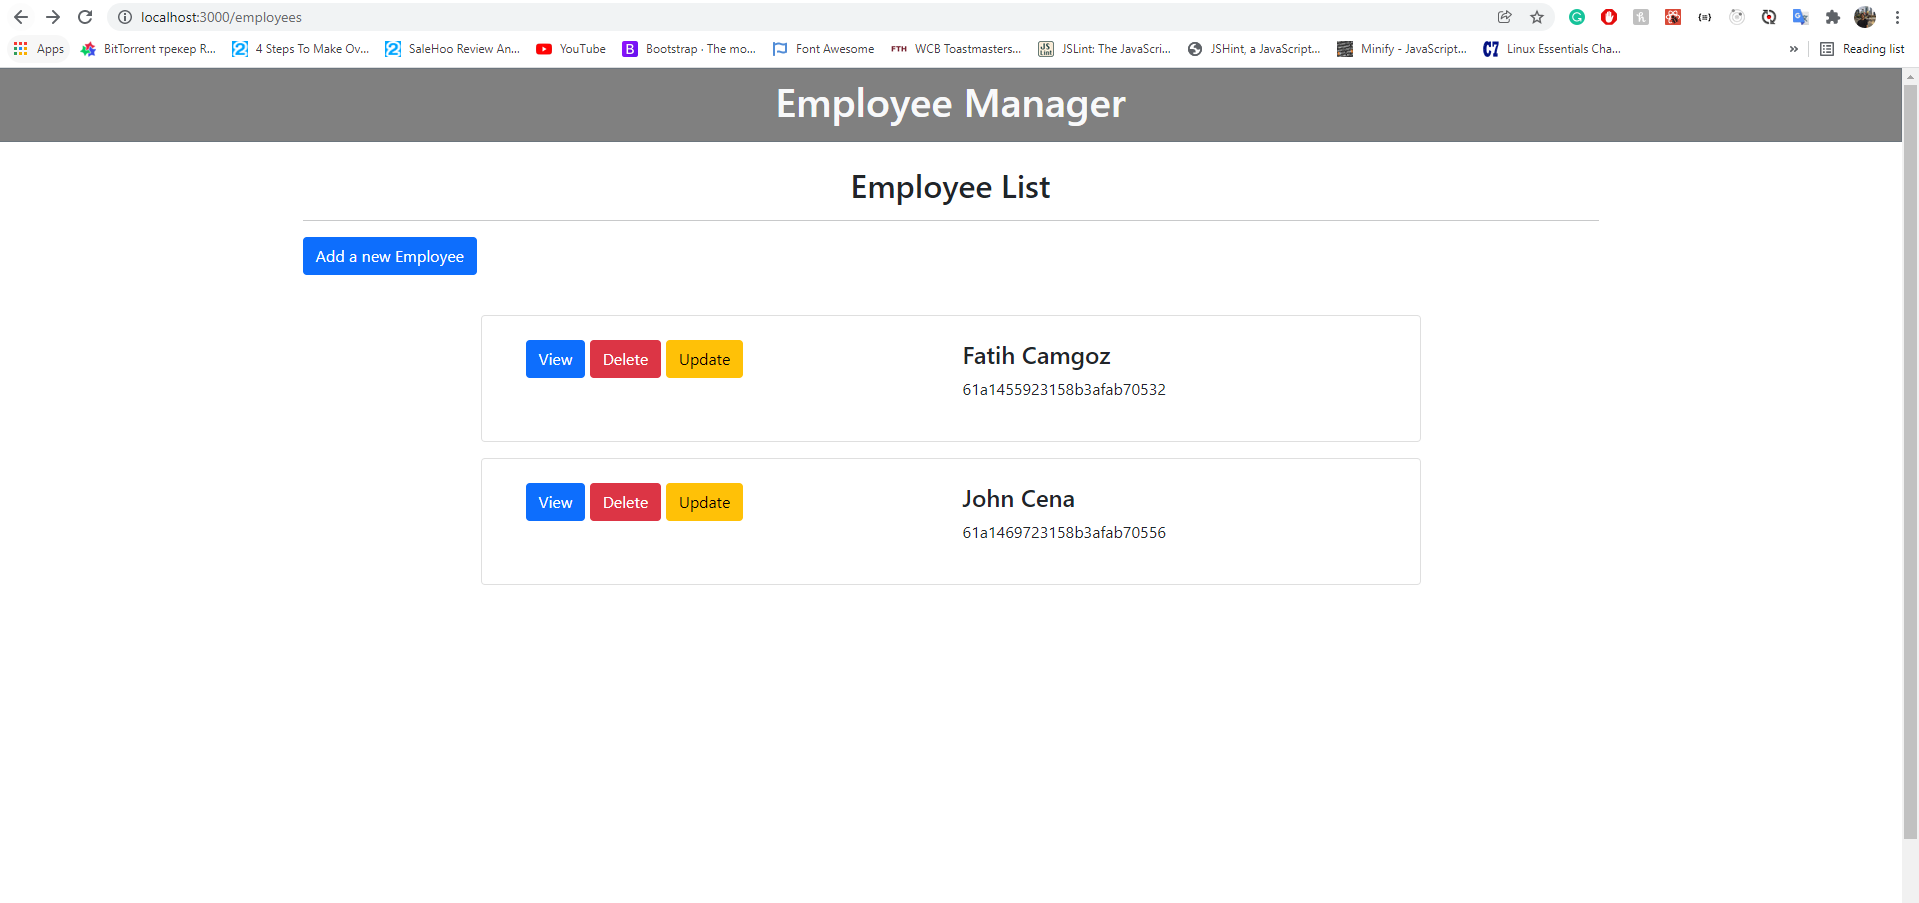 localhost:3000/employees
Apps BitTorrent трекер R... 4 Steps To Make Ov... SaleHoo Review An... YouTube Bootstrap · The mo... Font Awesome FTH WCB Toastmasters... JSLint: The JavaScri... JSHint, a JavaScript... Minify - JavaScript... C7 Linux Essentials Cha... » Reading list
Employee Manager
Employee List
Add a new Employee
View Delete Update Fatih Camgoz
61a1455923158b3afab70532
View Delete Update John Cena
61a1469723158b3afab70556